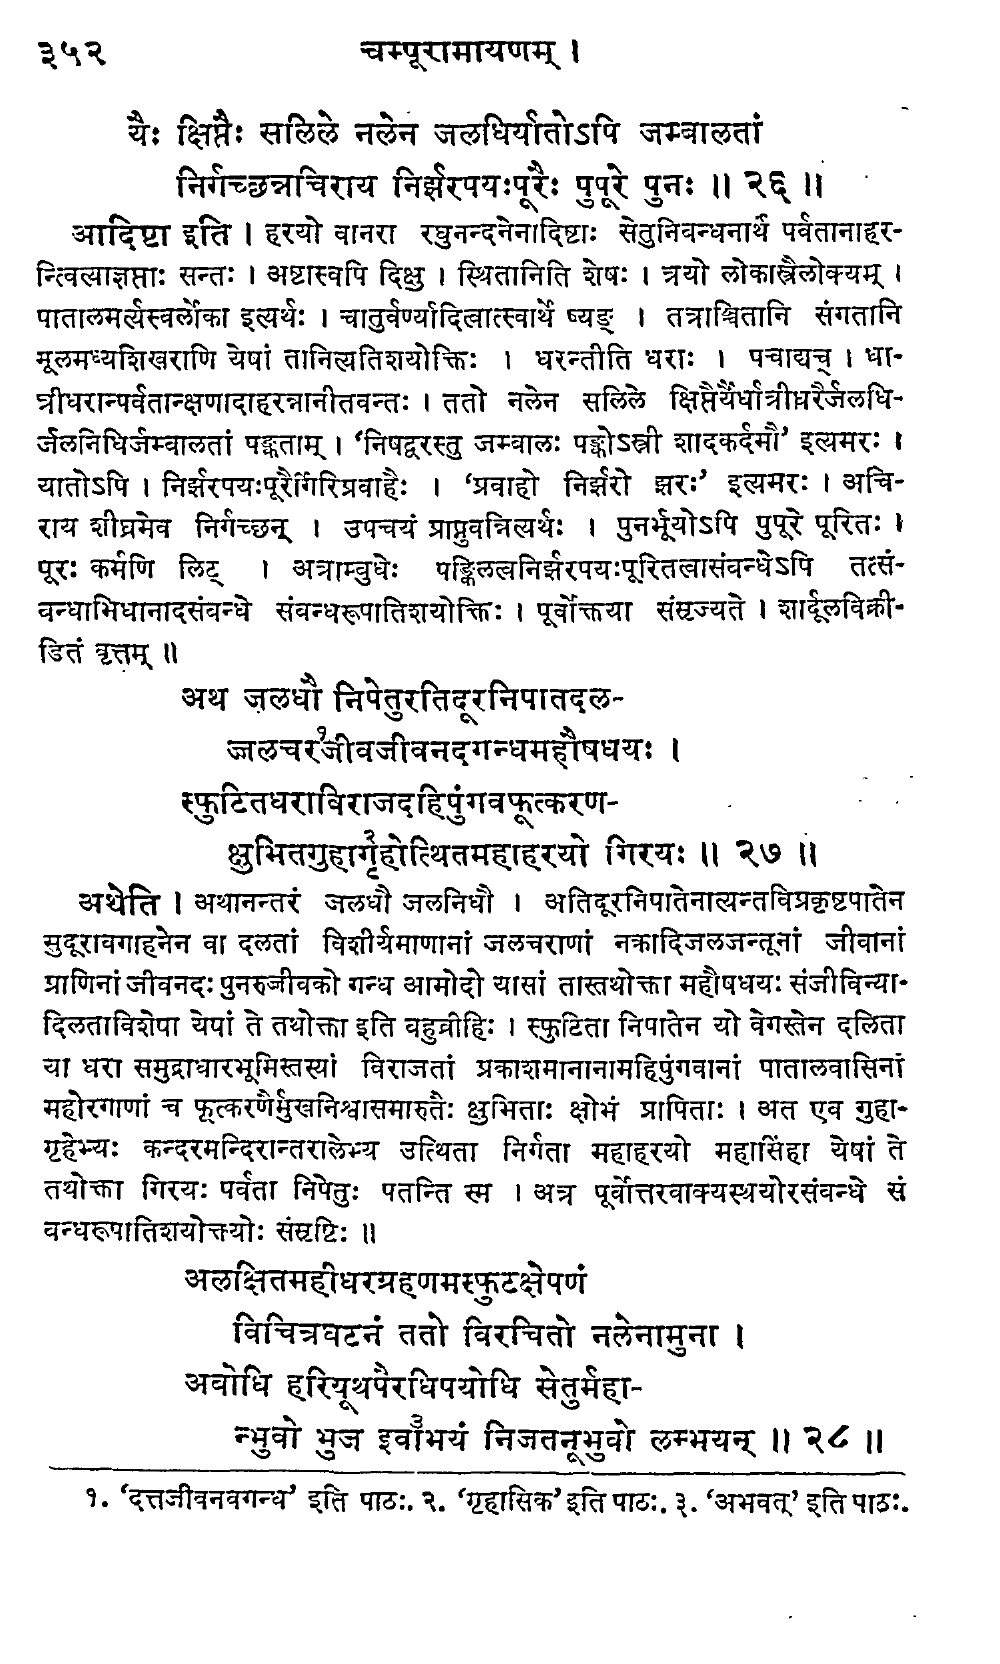 ३५२ चम्पूरामायणम् ।
यैः क्षिप्तैः सलिले नलेन जलधिर्यातोऽपि जम्बालतां
निर्गच्छन्नाचिराय निर्झरपयःपूरैः पुपूरे पुनः ॥ २६ ॥
आदिष्टा इति । हरयो वानरा रघुनन्दनेनादिष्टाः सेतुनिबन्धनार्थं पर्वतानाहर-
न्त्वित्याज्ञप्ताः सन्तः । अष्टास्वपि दिक्षु । स्थितानिति शेषः । त्रयो लोकास्त्रैलोक्यम् ।
पातालमर्त्यस्वर्लोका इत्यर्थः । चातुर्वर्ण्यादित्वात्स्वार्थे ष्यङ् । तत्राञ्चितानि संगतानि
मूलमध्यशिखराणि येषां तानित्यतिशयोक्तिः । धरन्तीति धराः । पचाद्यच् । धा-
त्रीधरान्पर्वतान्क्षणादाहरन्नानीतवन्तः । ततो नलेन सलिले क्षिप्तैर्यैर्धात्रीध्ररैर्जलधि-
र्जलनिधिर्जम्बालतां पङ्कताम् । ‘निषद्वरस्तु जम्बालः पङ्कोऽस्त्री शादकर्दमौ’ इत्यमरः ।
यातोऽपि । निर्झरपयःपूरैर्गिरिप्रवाहैः । ‘प्रवाहो निर्झरो झरः’ इत्यमरः । अचि-
राय शीघ्रमेव निर्गच्छन् । उपचयं प्राप्नुवन्नित्यर्थः । पुनर्भूयोऽपि पुपूरे पूरितः ।
पूरः कर्मणि लिट् । अत्राम्बुधेः पङ्किलत्वनिर्झरपयःपूरितत्वासंबन्धेऽपि तत्सं-
बन्धाभिधानादसंबन्धे संबन्धरूपातिशयोक्तिः । पूर्वोक्तया संसृज्यते । शार्दूलविक्री-
डितं वृत्तम् ॥
अथ जलधौ निपेतुरतिदूरनिपातदल-
ज्जलचरजीवजीवनदगन्धमहौषधयः ।
स्फुटितधराविराजदहिपुंगवफूत्करण-
क्षुभितगुहागृहोत्थितमहाहरयो गिरयः ॥ २७ ॥
अथेति । अथानन्तरं जलधौ जलनिधौ । अतिदूरनिपातेनात्यन्तविप्रकृष्टपातेन
सुदूरावगाहनेन वा दलतां विशीर्यमाणानां जलचराणां नक्रादिजलजन्तूनां जीवानां
प्राणिनां जीवनदः पुनरुज्जीवको गन्ध आमोदो यासां तास्तथोक्ता महौषधयः संजीविन्या-
दिलताविशेषा येषां ते तथोक्ता इति बहुव्रीहिः । स्फुटिता निपातेन यो वेगस्तेन दलिता
या धरा समुद्राधारभूमिस्तस्यां विराजतां प्रकाशमानानामहिपुंगवानां पातालवासिनां
महोरगाणां च फूत्करणैर्मुखनिश्वासमारुतैः क्षुभिताः क्षोभं प्रापिताः । अत एव गुहा-
गृहेभ्यः कन्दरमन्दिरान्तरालेभ्य उत्थिता निर्गता महाहरयो महासिंहा येषां ते
तथोक्ता गिरयः पर्वता निपेतुः पतन्ति स्म । अत्र पूर्वोत्तरवाक्यस्थयोरसंबन्धे सं
बन्धरूपातिशयोक्त्योः संसृष्टिः ॥
अलक्षितमहीधरग्रहणमस्फुटक्षेपणं
विचित्रघटनं ततो विरचितो नलेनामुना ।
अबोधि हरियूथपैरधिपयोधि सेतुर्महा-
न्भुवो भुज इवाभयं निजतनूभुवो लम्भयन् ॥ २८ ॥
१. ‘दत्तजीवनवगन्ध’ इति पाठः. २. ‘गृहासिक’ इति पाठः. ३. ‘अभवत्’ इति पाठः.